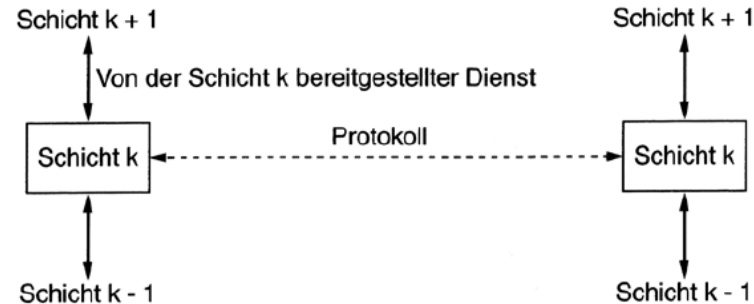 Schicht k + 1
Schicht k + 1
Von der Schicht k bereitgestellter Dienst
Protokoll
Schicht k
Schicht k
Schicht k - 1
Schicht k - 1